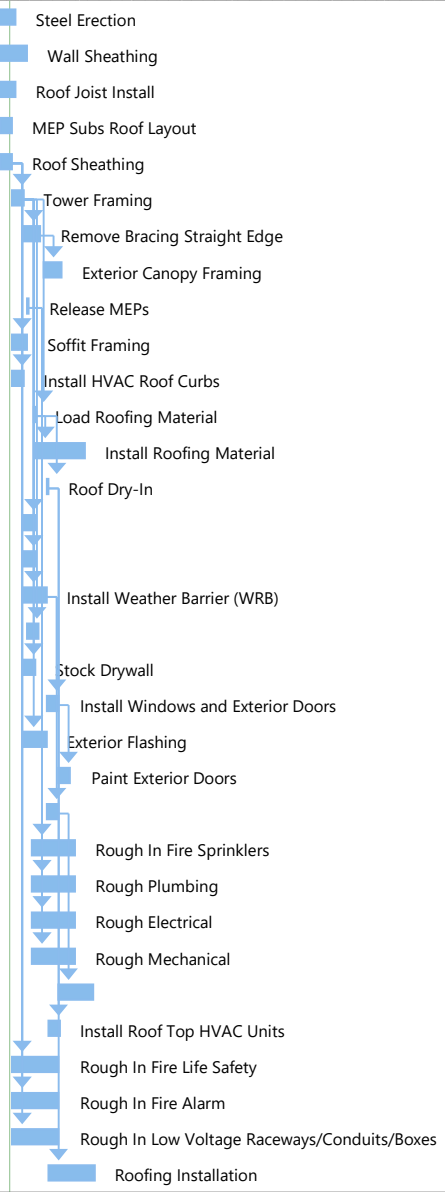 Steel Erection
Wall Sheathing
Roof Joist Install
MEP Subs Roof Layout
Roof Sheathing
Tower Framing
Remove Bracing Straight Edge
Exterior Canopy Framing
Release MEPs
Soffit Framing
Install HVAC Roof Curbs
Load Roofing Material
Install Roofing Material
Roof Dry-In
Install Weather Barrier (WRB)
Stock Drywall
Install Windows and Exterior Doors
Exterior Flashing
Paint Exterior Doors
Rough In Fire Sprinklers
Rough Plumbing
Rough Electrical
Rough Mechanical
Install Roof Top HVAC Units
Rough In Fire Life Safety
Rough In Fire Alarm
Rough In Low Voltage Raceways/Conduits/Boxes
Roofing Installation